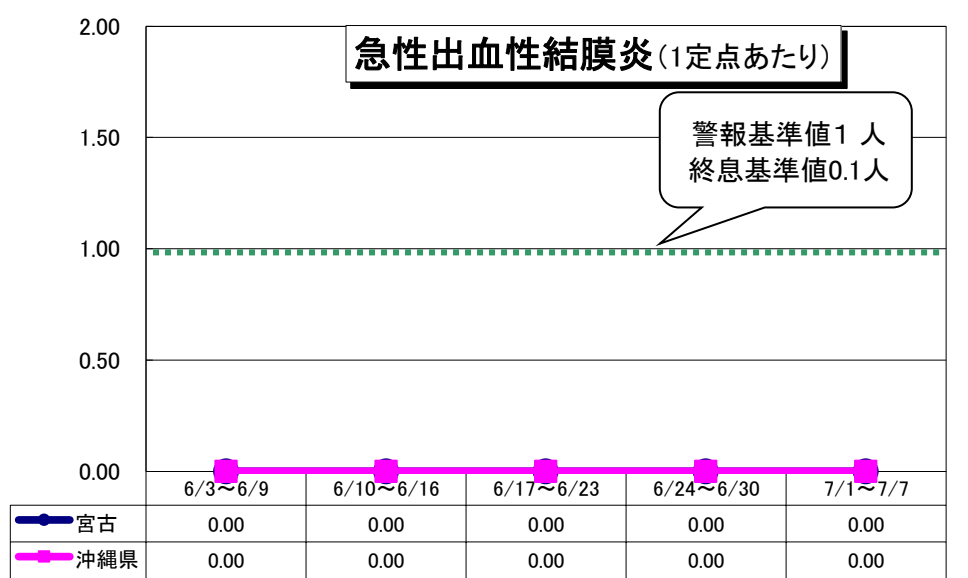 急性出血性結膜炎(1定点あたり)
警報基準値1 人
終息基準値0.1人
2.00
1.50
1.00
0.50
0.00
6/3～6/9 6/10～6/16 6/17～6/23 6/24～6/30 7/1～7/7
宮古 0.00 0.00 0.00 0.00 0.00
沖縄県 0.00 0.00 0.00 0.00 0.00